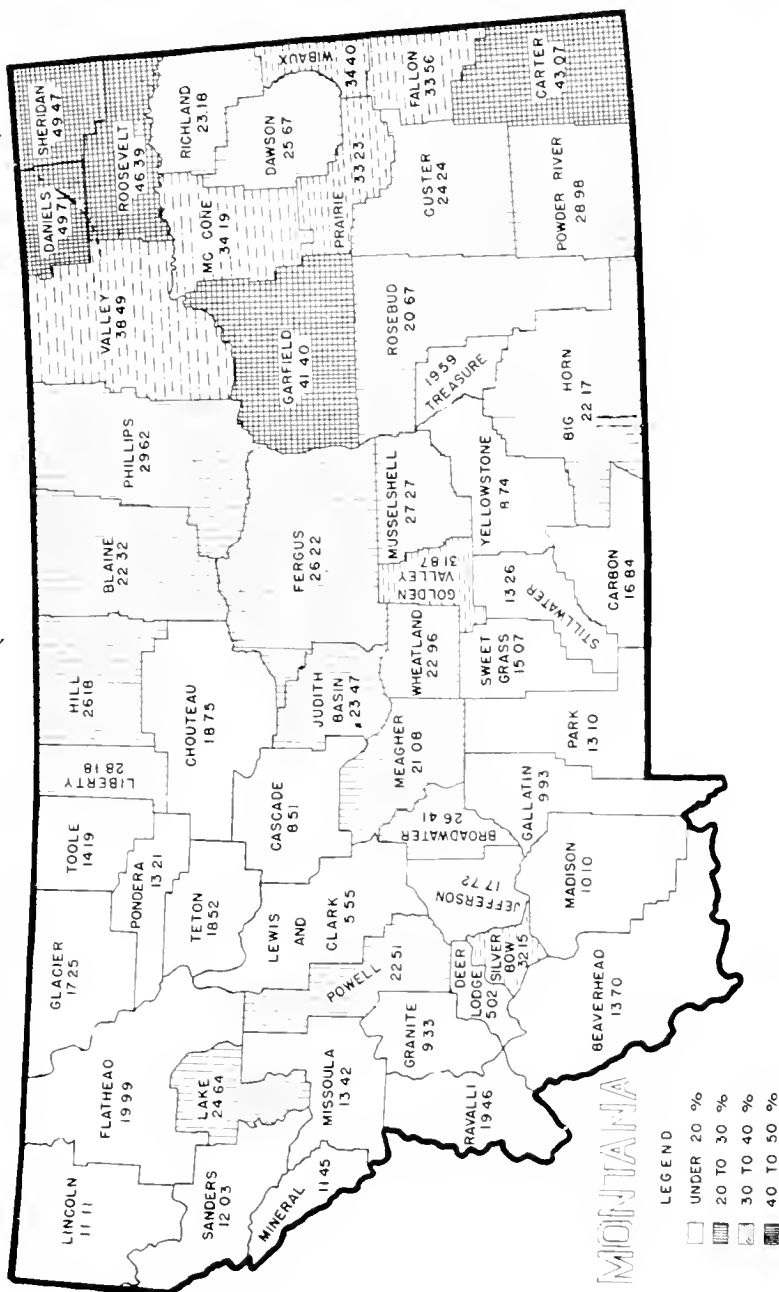 LINCOLN
11 11
FLATHEAD
19 99
GLACIER
17 25
TOOLE
14 19
LIBERTY
28 18
HILL
26 18
BLAINE
22 32
PHILLIPS
29 62
VALLEY
38 49
DANIELS
49 71
SHERIDAN
49 47
ROOSEVELT
46 39
PONDERA
13 21
TETON
18 52
CHOUTEAU
18 75
SANDERS
12 03
LAKE
24 64
MINERAL
11 45
MISSOULA
13 42
POWELL
22 51
LEWIS
AND
CLARK
5 55
CASCADE
8 51
JUDITH
BASIN
23 47
FERGUS
26 22
GARFIELD
41 40
MC CONE
34 19
RICHLAND
23.18
DAWSON
25 67
WIBAUX
34 40
PRAIRIE
33 23
FALLON
33 56
CARTER
43.07
CUSTER
24 24
POWDER RIVER
28 98
ROSEBUD
20 67
19 59
TREASURE
BIG HORN
22 17
MUSSELSHELL
27 27
GOLDEN
VALLEY
31.87
WHEATLAND
22 96
MEAGHER
21 08
BROADWATER
26 41
JEFFERSON
17 72
GRANITE
9 33
DEER
LODGE
5 02
SILVER
BOW
32 15
RAVALLI
19 46
BEAVERHEAD
13 70
MADISON
10 10
GALLATIN
9 93
PARK
13 10
SWEET
GRASS
15 07
13 26
STILLWATER
YELLOWSTONE
8 74
CARBON
16 84
MONTANA
LEGEND
UNDER 20 %
20 TO 30 %
30 TO 40 %
40 TO 50 %